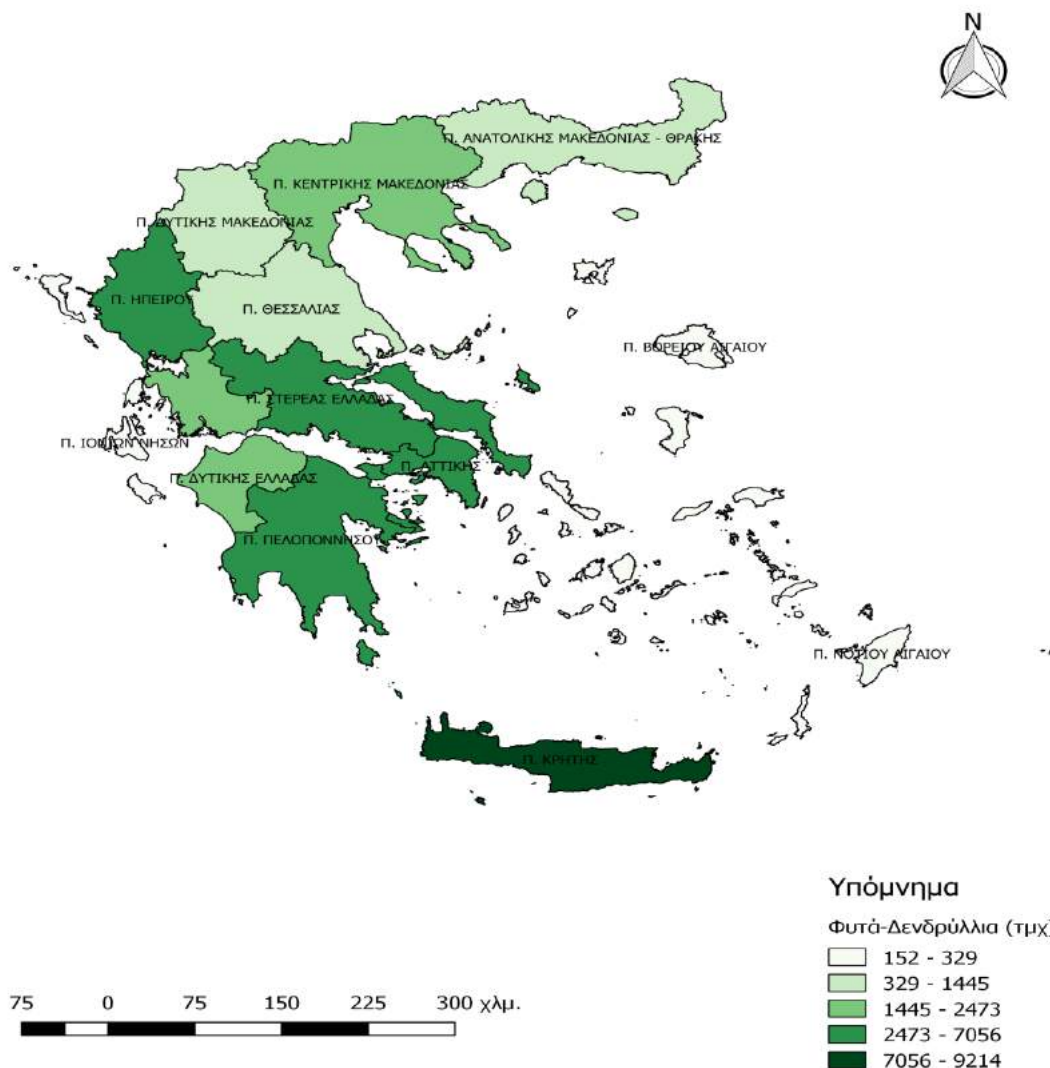 N
Π. ΑΝΑΤΟΛΙΚΗΣ ΜΑΚΕΔΟΝΙΑΣ - ΘΡΑΚΗΣ
Π. ΚΕΝΤΡΙΚΗΣ ΜΑΚΕΔΟΝΙΑΣ
Π. ΔΥΤΙΚΗΣ ΜΑΚΕΔΟΝΙΑΣ
Π. ΗΠΕΙΡΟΥ
Π. ΘΕΣΣΑΛΙΑΣ
Π. ΒΟΡΕΙΟΥ ΑΙΓΑΙΟΥ
Π. ΣΤΕΡΕΑΣ ΕΛΛΑΔΑΣ
Π. ΙΟΝΙΩΝ ΝΗΣΩΝ
Π. ΑΤΤΙΚΗΣ
Π. ΔΥΤΙΚΗΣ ΕΛΛΑΔΑΣ
Π. ΠΕΛΟΠΟΝΝΗΣΟΥ
Π. ΝΟΤΙΟΥ ΑΙΓΑΙΟΥ
Π. ΚΡΗΤΗΣ
Υπόμνημα
Φυτά-Δενδρύλλια (τμχ)
152 - 329
329 - 1445
1445 - 2473
2473 - 7056
7056 - 9214
75 0 75 150 225 300 χλμ.